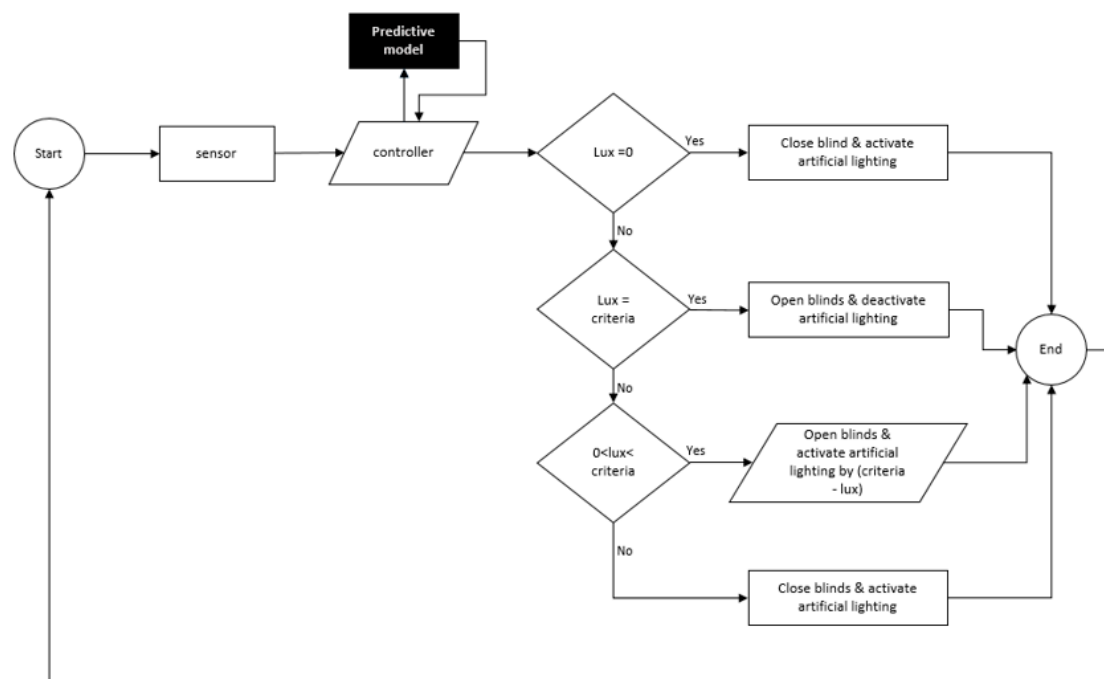 Predictive
model
Start
sensor
controller
Lux =0
Yes
Close blind & activate
artificial lighting
No
Lux =
criteria
Yes
Open blinds & deactivate
artificial lighting
End
No
0<lux<
criteria
Yes
Open blinds &
activate artificial
lighting by (criteria
- lux)
No
Close blinds & activate
artificial lighting